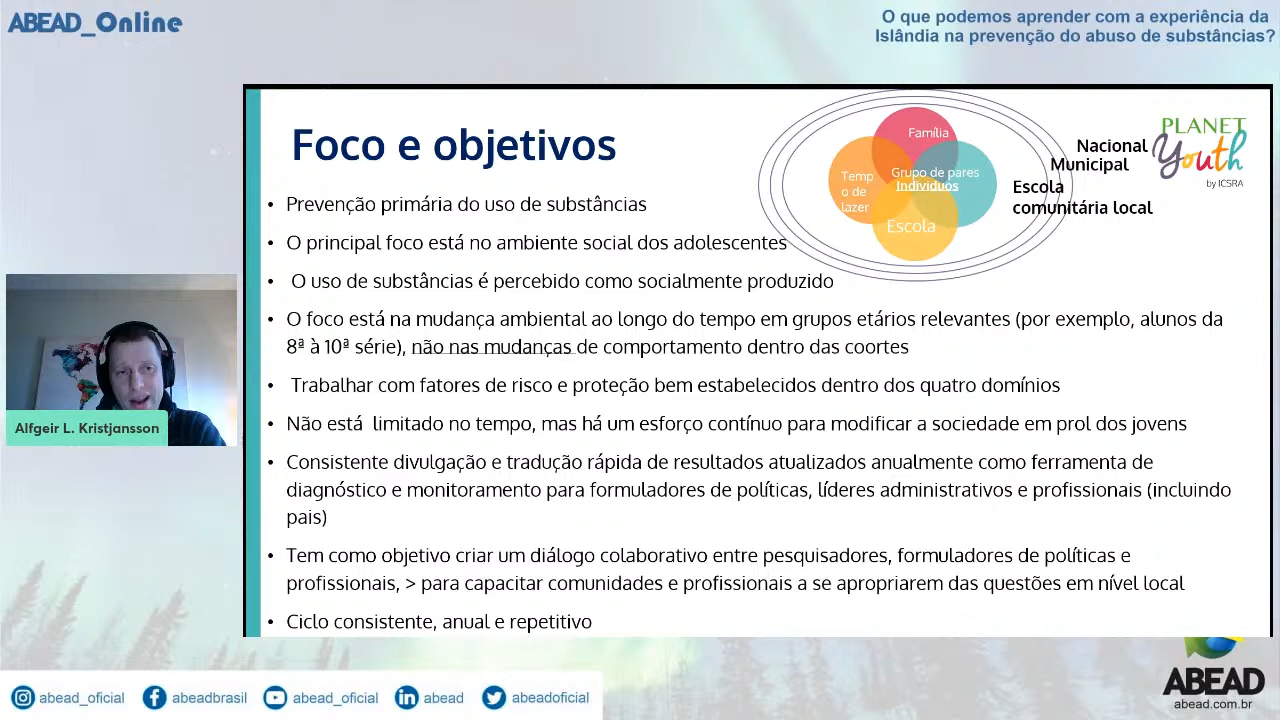 ABEAD_Online
O que podemos aprender com a experiência da
Islândia na prevenção do abuso de substâncias?
Foco e objetivos
Família
Temp
o de
lazer
Grupo de pares
Individuos
Escola
Nacional
Municipal
Escola
comunitária local
PLANET
Youth
by ICSRA
• Prevenção primária do uso de substâncias
• O principal foco está no ambiente social dos adolescentes
• O uso de substâncias é percebido como socialmente produzido
• O foco está na mudança ambiental ao longo do tempo em grupos etários relevantes (por exemplo, alunos da
8ª à 10ª série), não nas mudanças de comportamento dentro das coortes
• Trabalhar com fatores de risco e proteção bem estabelecidos dentro dos quatro domínios
• Não está limitado no tempo, mas há um esforço contínuo para modificar a sociedade em prol dos jovens
• Consistente divulgação e tradução rápida de resultados atualizados anualmente como ferramenta de
diagnóstico e monitoramento para formuladores de políticas, líderes administrativos e profissionais (incluindo
pais)
• Tem como objetivo criar um diálogo colaborativo entre pesquisadores, formuladores de políticas e
profissionais, > para capacitar comunidades e profissionais a se apropriarem das questões em nível local
• Ciclo consistente, anual e repetitivo
Alfgeir L. Kristjansson
abead_oficial
abeadbrasil
abead_oficial
abead
abeadoficial
ABEAD
abead.com.br